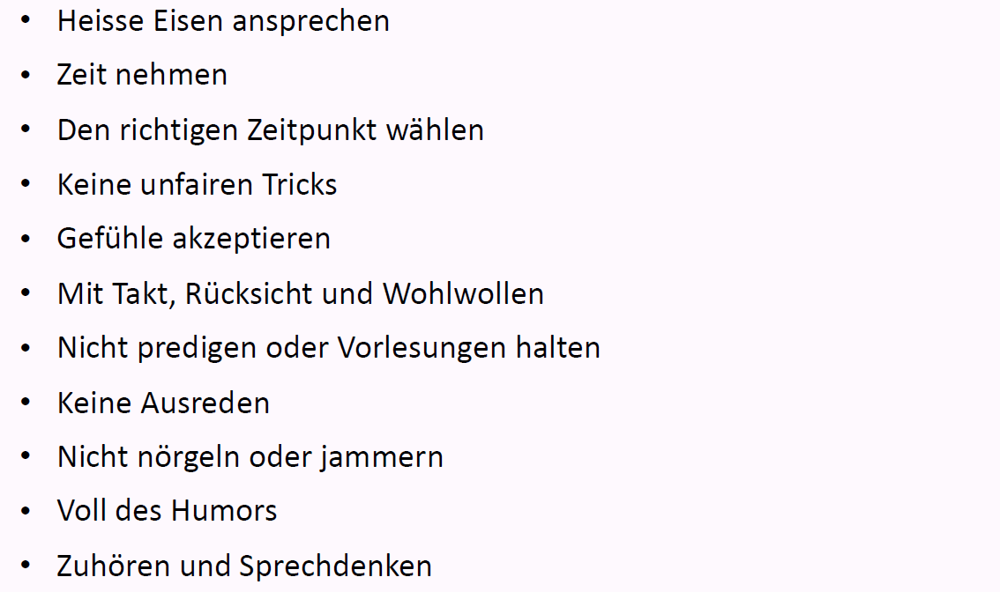 • Heisse Eisen ansprechen
• Zeit nehmen
• Den richtigen Zeitpunkt wählen
• Keine unfairen Tricks
• Gefühle akzeptieren
• Mit Takt, Rücksicht und Wohlwollen
• Nicht predigen oder Vorlesungen halten
• Keine Ausreden
• Nicht nörgeln oder jammern
• Voll des Humors
• Zuhören und Sprechdenken